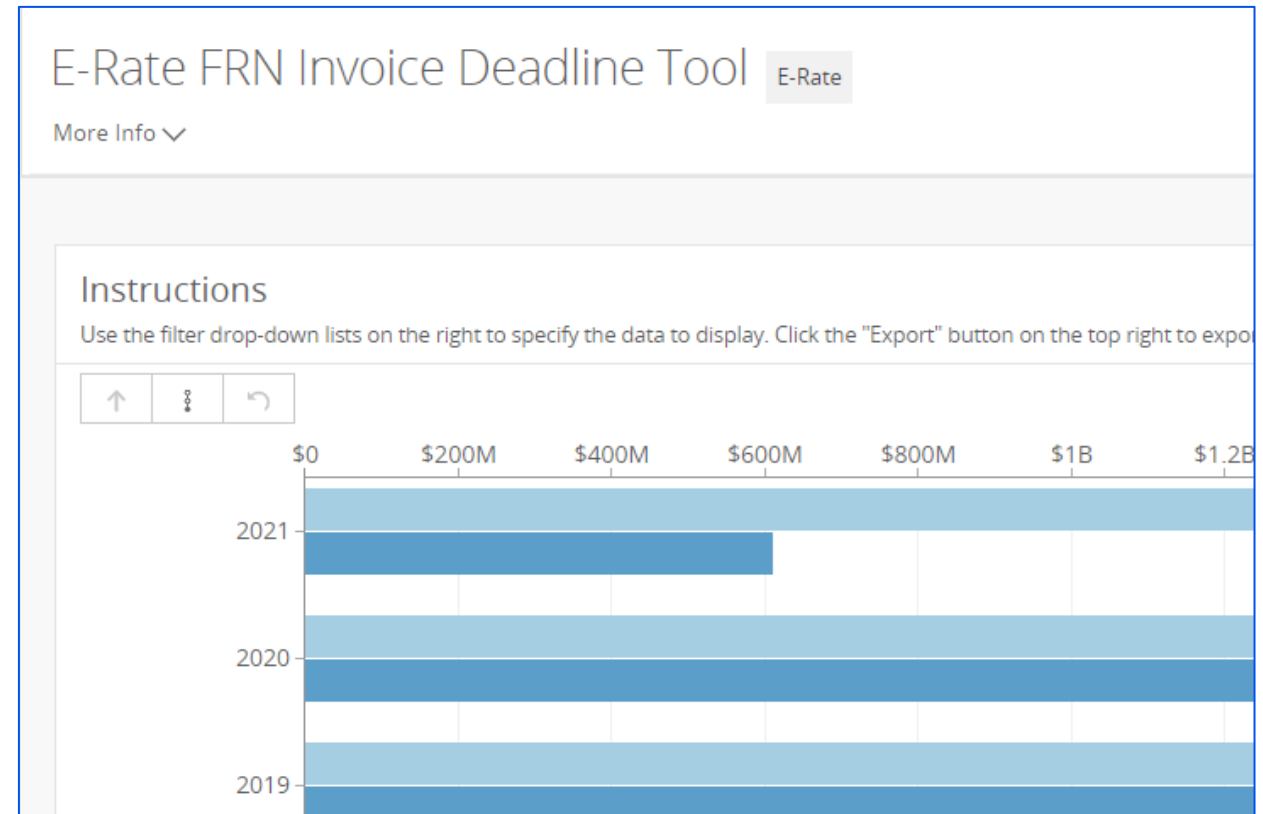 E-Rate FRN Invoice Deadline Tool E-Rate
More Info
Instructions
Use the filter drop-down lists on the right to specify the data to display. Click the "Export" button on the top right to expo
$0 $200M $400M $600M $800M $1B $1.2B
2021
2020
2019